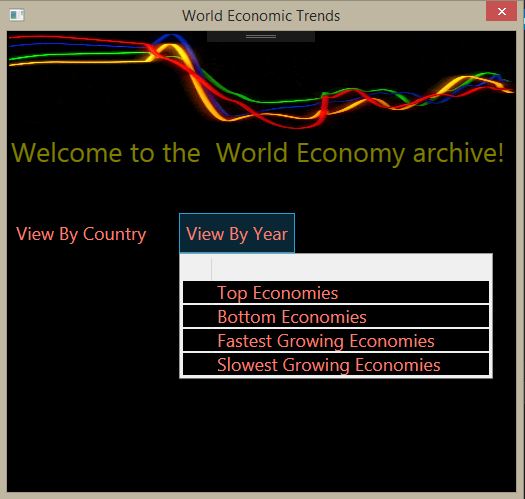 World Economic Trends
Welcome to the  World Economy archive!
View By Country
View By Year
Top Economies
Bottom Economies
Fastest Growing Economies
Slowest Growing Economies